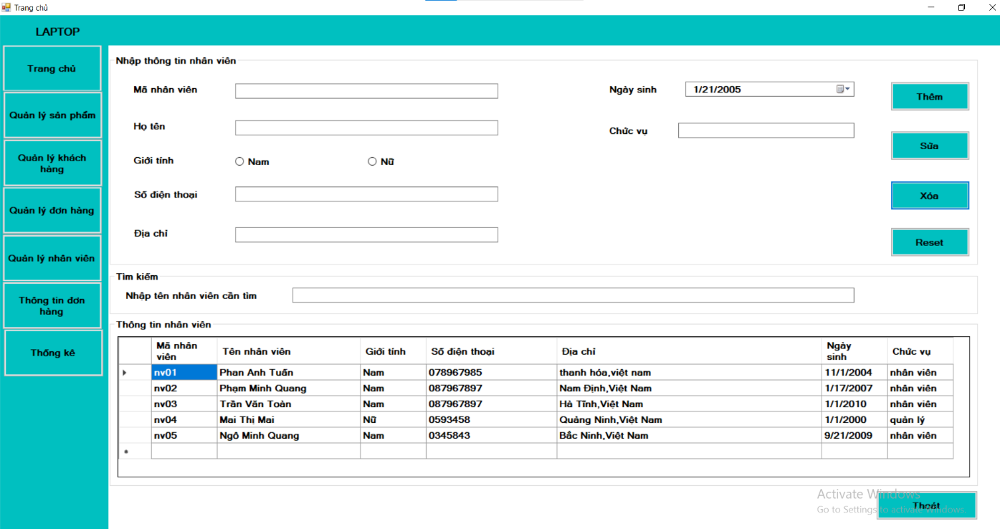 Trang chủ
LAPTOP
Trang chủ
Quản lý sản phẩm
Quản lý khách
hàng
Quản lý đơn hàng
Quản lý nhân viên
Thông tin đơn
hàng
Thống kê
Nhập thông tin nhân viên
Mã nhân viên
Ngày sinh 1/21/2005
Thêm
Họ tên
Chức vụ
Sửa
Giới tính Nam Nữ
Số điện thoại
Xóa
Địa chỉ
Reset
Tìm kiếm
Nhập tên nhân viên cần tìm
Thông tin nhân viên
Mã nhân
viên Tên nhân viên Giới tính Số điện thoại Địa chỉ Ngày
sinh Chức vụ
nv01 Phan Anh Tuấn Nam 078967985 thanh hóa,việt nam 11/1/2004 nhân viên
nv02 Phạm Minh Quang Nam 087967897 Nam Định,Việt Nam 1/17/2007 nhân viên
nv03 Trần Văn Toàn Nam 087967897 Hà Tĩnh,Việt Nam 1/1/2010 nhân viên
nv04 Mai Thị Mai Nữ 0593458 Quảng Ninh,Việt Nam 1/1/2000 quản lý
nv05 Ngô Minh Quang Nam 0345843 Bắc Ninh,Việt Nam 9/21/2009 nhân viên
Activate Windows
Go to Settings to activate Windows.
Thoát